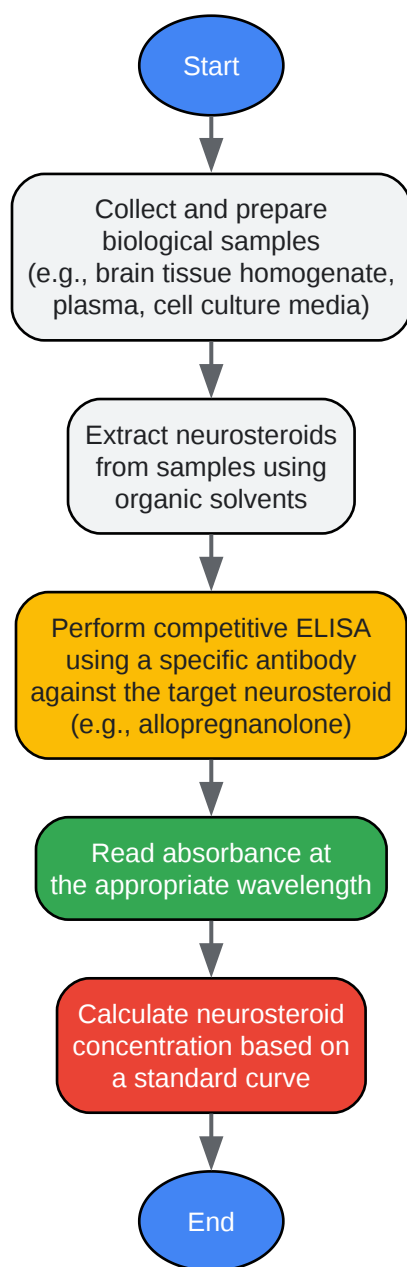 Start
Collect and prepare
biological samples
(e.g., brain tissue homogenate,
plasma, cell culture media)
Extract neurosteroids
from samples using
organic solvents
Perform competitive ELISA
using a specific antibody
against the target neurosteroid
(e.g., allopregnanolone)
Read absorbance at
the appropriate wavelength
Calculate neurosteroid
concentration based on
a standard curve
End